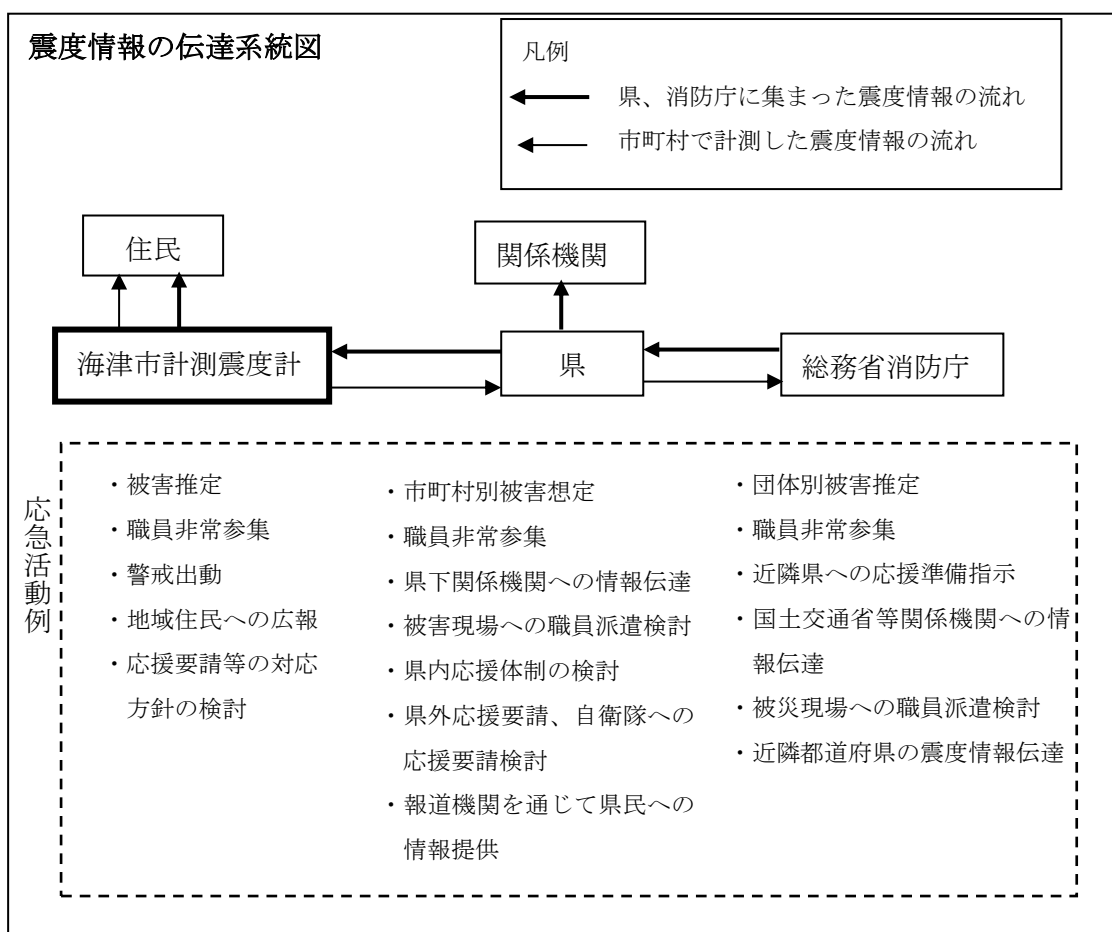 震度情報の伝達系統図
凡例
県、消防庁に集まった震度情報の流れ
市町村で計測した震度情報の流れ
住民
関係機関
海津市計測震度計
県
総務省消防庁
応急活動例
・被害推定
・職員非常参集
・警戒出動
・地域住民への広報
・応援要請等の対応
方針の検討
・市町村別被害想定
・職員非常参集
・県下関係機関への情報伝達
・被害現場への職員派遣検討
・県内応援体制の検討
・県外応援要請、自衛隊への
応援要請検討
・報道機関を通じて県民への
情報提供
・団体別被害推定
・職員非常参集
・近隣県への応援準備指示
・国土交通省等関係機関への情
報伝達
・被災現場への職員派遣検討
・近隣都道府県の震度情報伝達